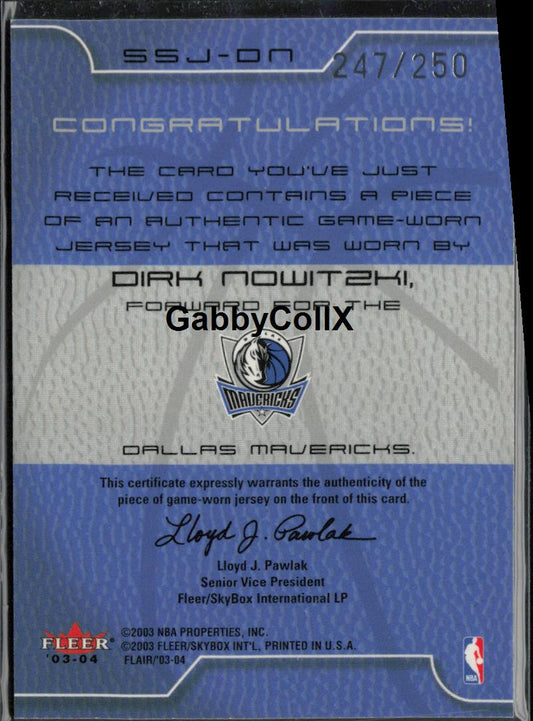 SSJ-DN 247/250
CONGRATULATIONS!
THE CARD YOU'VE JUST
RECEIVED CONTAINS A PIECE
OF AN AUTHENTIC GAME-WORN
JERSEY THAT WAS WORN BY
DIRK NOWITZKI,
FORWARD FOR THE
GabbyCollX
DALLAS
MAVERICKS
DALLAS MAVERICKS.
This certificate expressly warrants the authenticity of the
piece of game-worn jersey on the front of this card.
Lloyd J. Pawlak
Lloyd J. Pawlak
Senior Vice President
Fleer/SkyBox International LP
FLEER®
'03-04
©2003 NBA PROPERTIES, INC.
©2003 FLEER/SKYBOX INT'L, PRINTED IN U.S.A.
FLAIR/'03-04
NBA